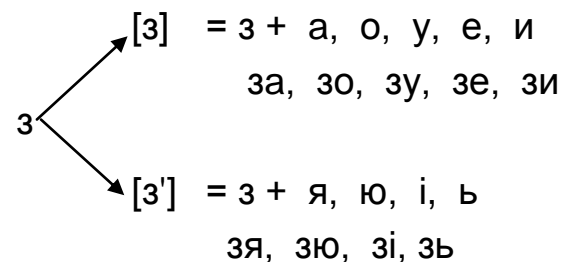 [з] = з + а, о, у, е, и
за, зо, зу, зе, зи
з
[з'] = з + я, ю, і, ь
зя, зю, зі, зь